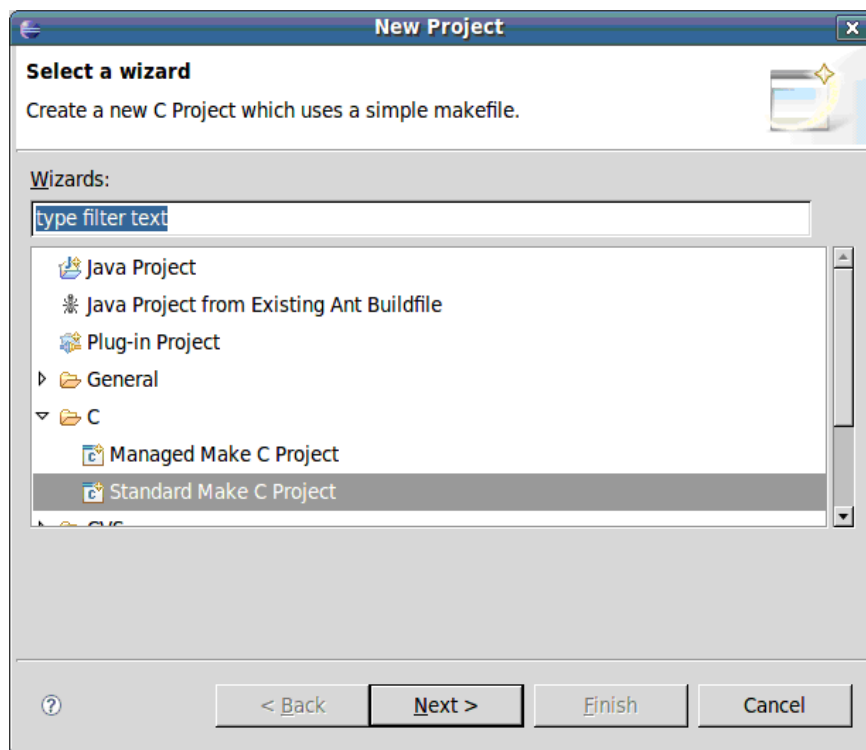 New Project
Select a wizard
Create a new C Project which uses a simple makefile.
Wizards:
type filter text
Java Project
Java Project from Existing Ant Buildfile
Plug-in Project
General
C
Managed Make C Project
Standard Make C Project
CVS
< Back Next > Finish Cancel